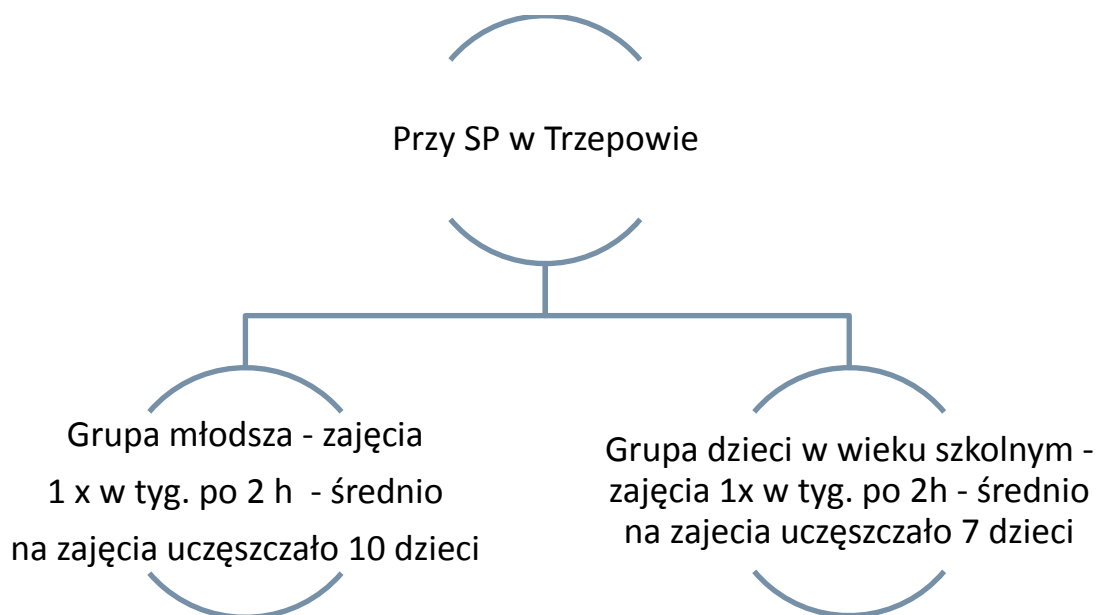 Przy SP w Trzepowie
Grupa młodsza - zajęcia
1 x w tyg. po 2 h - średnio
na zajęcia uczęszczało 10 dzieci
Grupa dzieci w wieku szkolnym -
zajęcia 1x w tyg. po 2h - średnio
na zajecia uczęszczało 7 dzieci